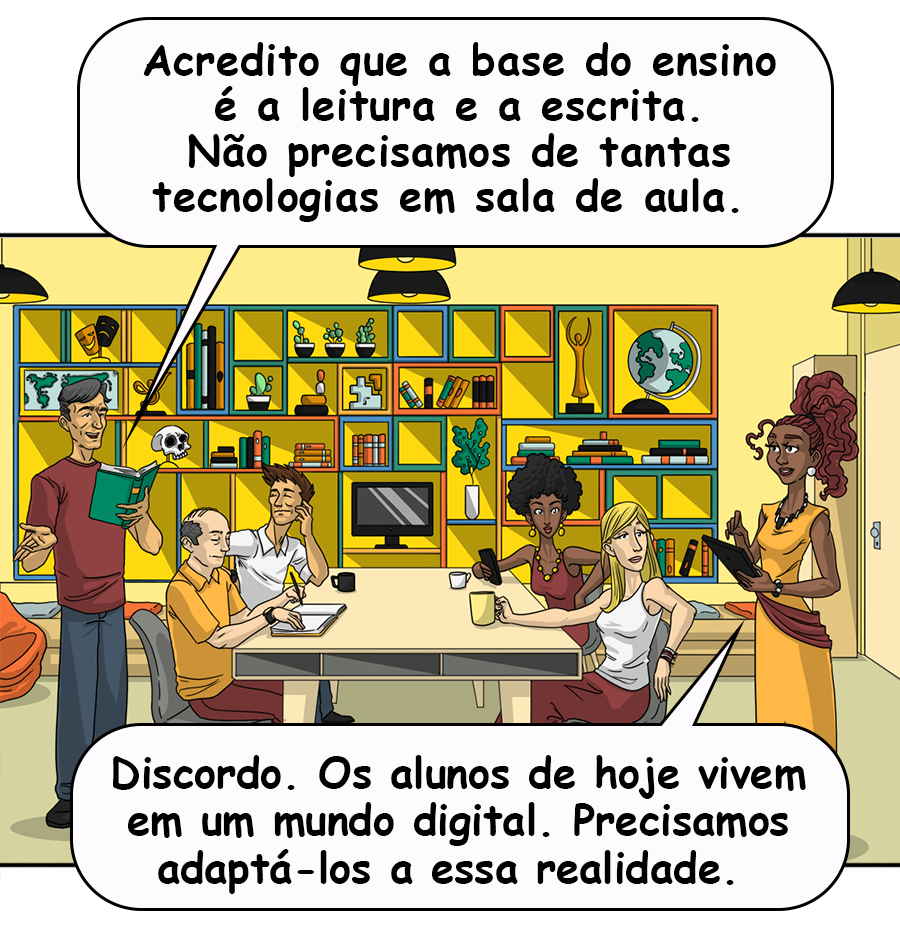 Acredito que a base do ensino
é a leitura e a escrita.
Não precisamos de tantas
tecnologias em sala de aula.
Discordo. Os alunos de hoje vivem
em um mundo digital. Precisamos
adaptá-los a essa realidade.